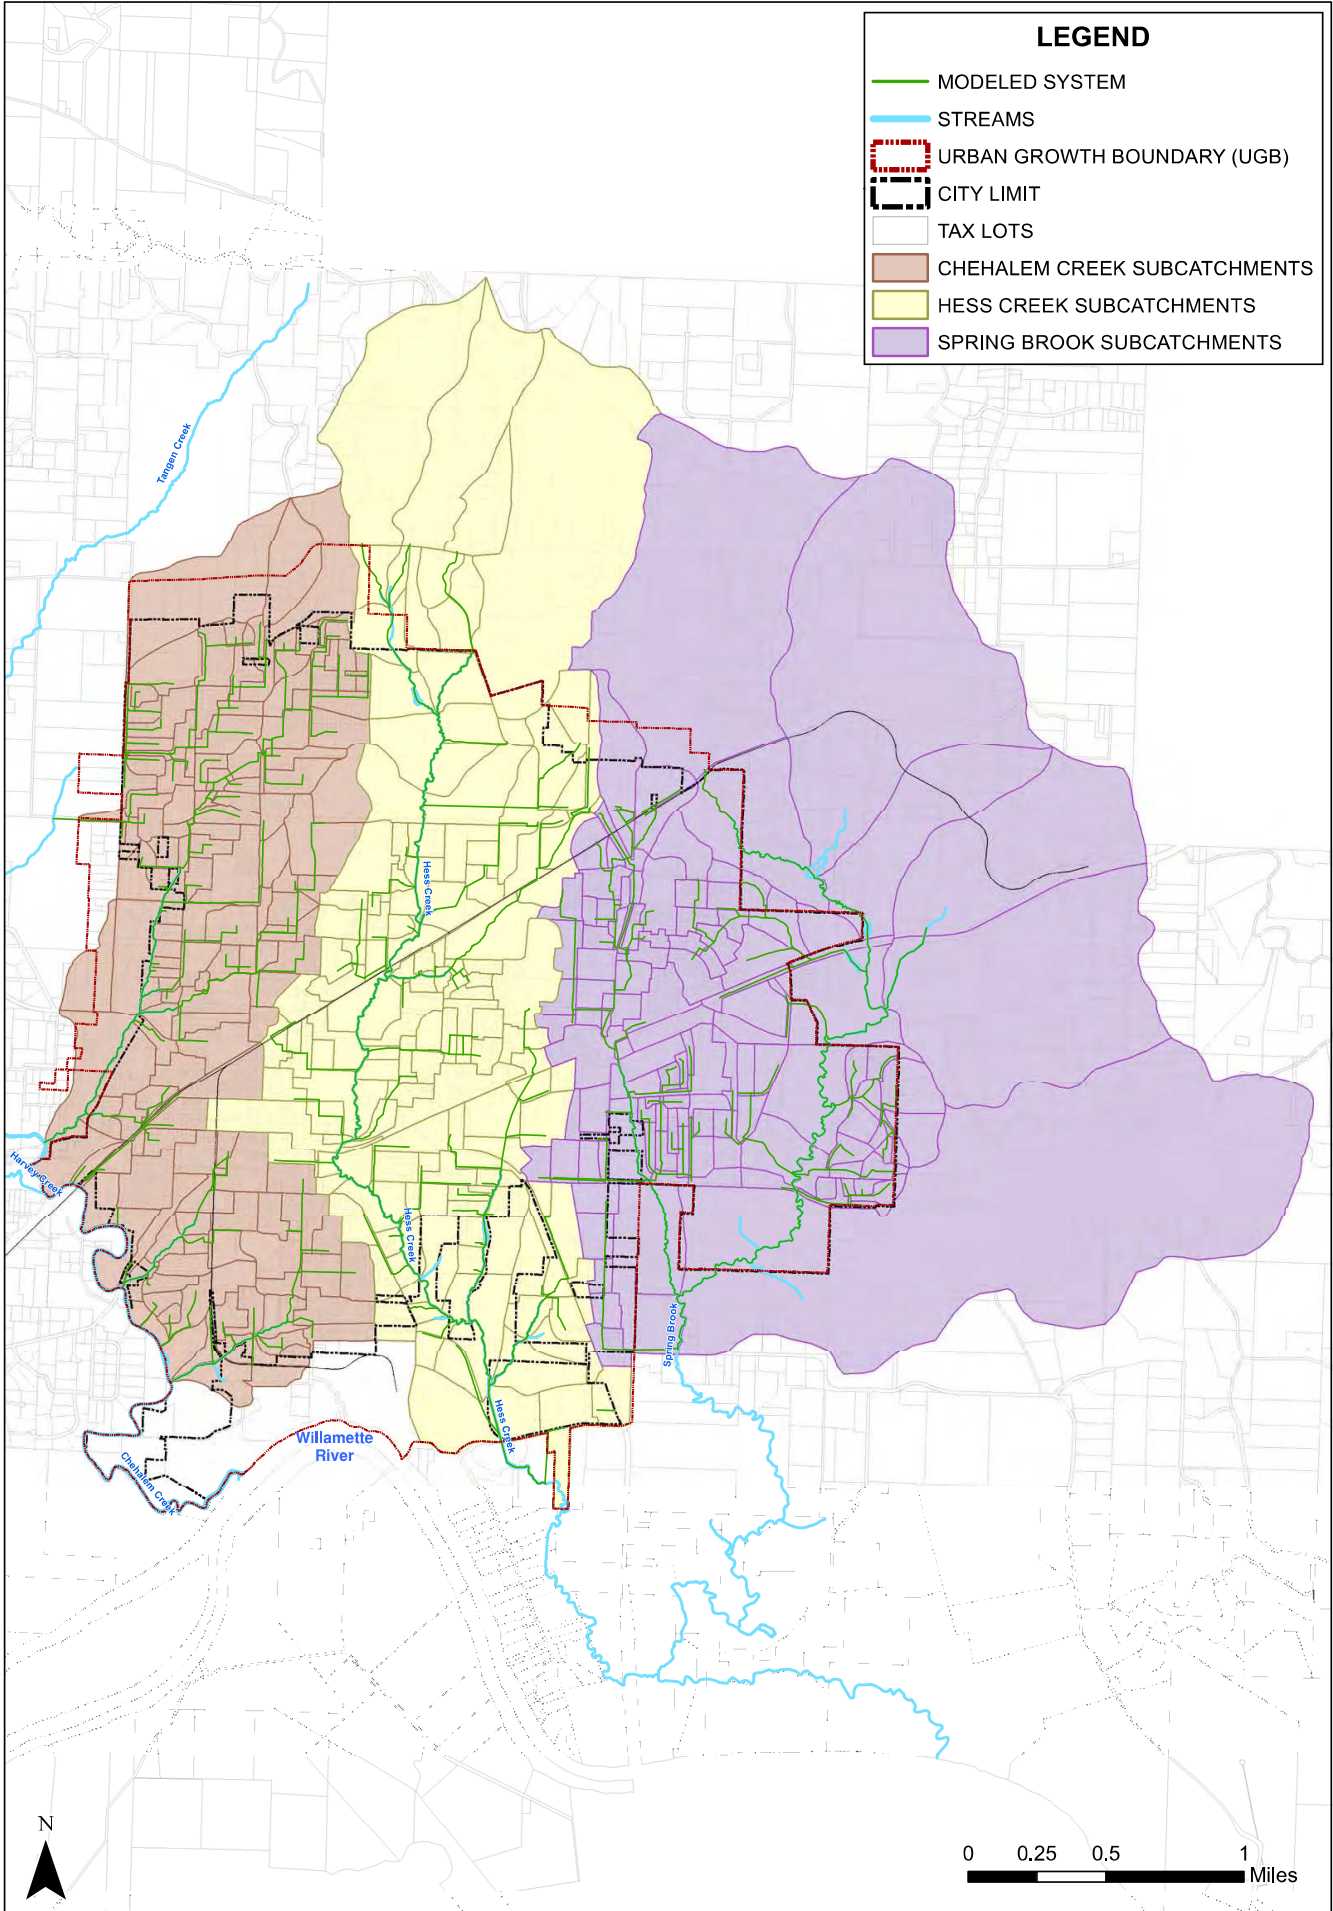 LEGEND
MODELED SYSTEM
STREAMS
URBAN GROWTH BOUNDARY (UGB)
CITY LIMIT
TAX LOTS
CHEHALEM CREEK SUBCATCHMENTS
HESS CREEK SUBCATCHMENTS
SPRING BROOK SUBCATCHMENTS
Tangen Creek
Hess Creek
Harvey Creek
Hess Creek
Spring Brook
Hess Creek
Willamette
River
Chehalem Creek
N
0 0.25 0.5 1
Miles